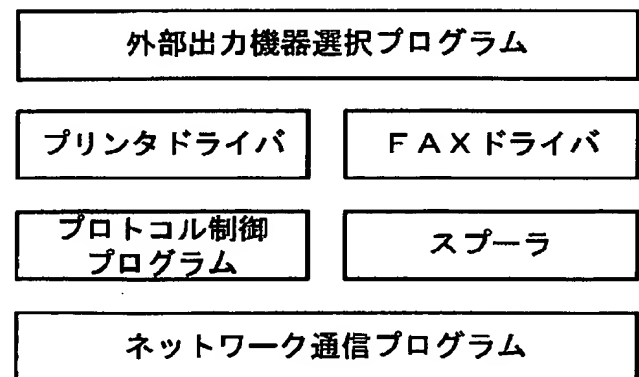 外部出力機器選択プログラム
プリンタドライバ
ＦＡＸドライバ
プロトコル制御
プログラム
スプーラ
ネットワーク通信プログラム